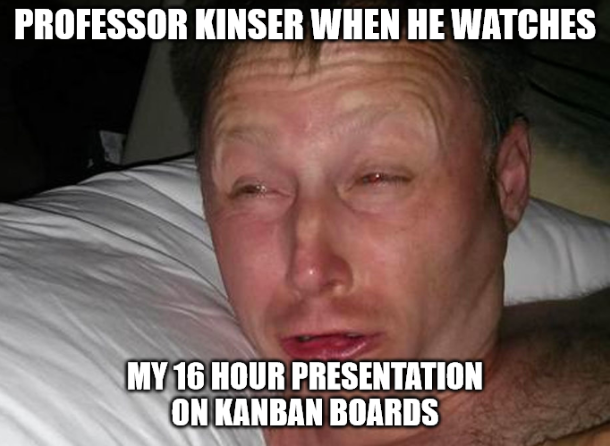 PROFESSOR KINSER WHEN HE WATCHES
MY 16 HOUR PRESENTATION
ON KANBAN BOARDS